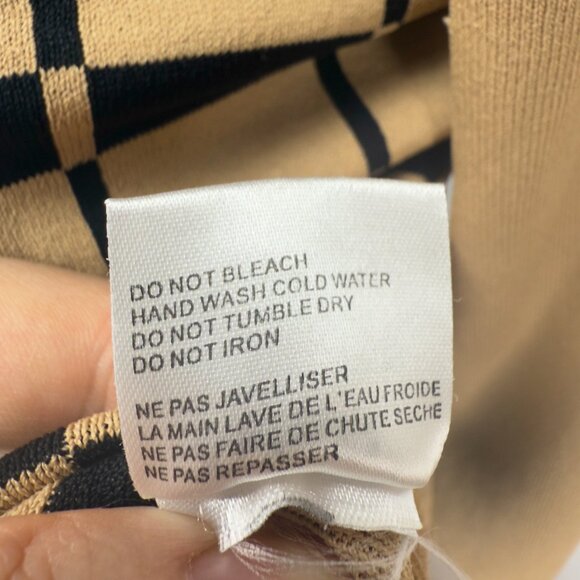 DO NOT BLEACH
HAND WASH COLD WATER
DO NOT TUMBLE DRY
DO NOT IRON
NE PAS JAVELLISER
LA MAIN LAVE DE L'EAU FROIDE
NE PAS FAIRE DE CHUTE SECHE
NE PAS REPASSER